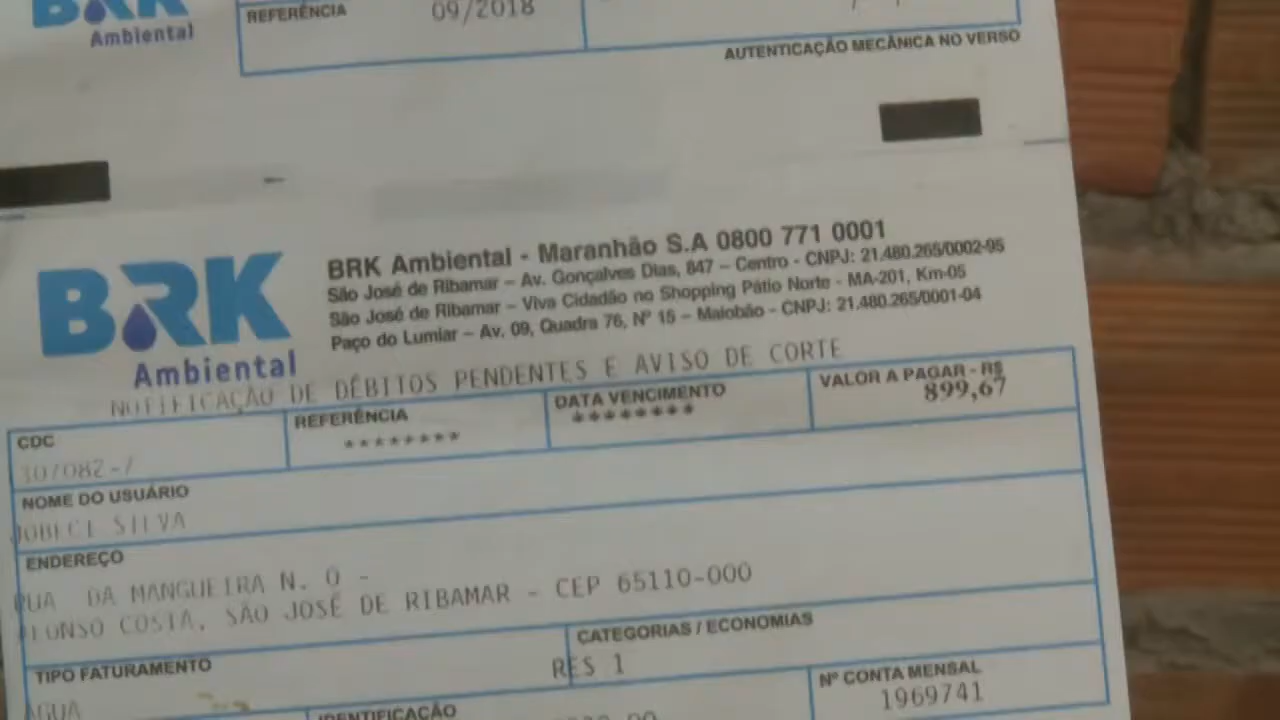 BRK
Ambiental
REFERÊNCIA
09/2018
AUTENTICAÇÃO MECÂNICA NO VERSO
BRK
Ambiental
BRK Ambiental - Maranhão S.A 0800 771 0001
São José de Ribamar – Av. Gonçalves Dias, 847 – Centro - CNPJ: 21.480.265/0002-95
São José de Ribamar – Viva Cidadão no Shopping Pátio Norte - MA-201, Km-05
Paço do Lumiar – Av. 09, Quadra 76, Nº 15 – Maiobão - CNPJ: 21.480.265/0001-04
NOTIFICAÇÃO DE DÉBITOS PENDENTES E AVISO DE CORTE
CDC
307082-7
REFERÊNCIA
********
DATA VENCIMENTO
********
VALOR A PAGAR - R$
899,67
NOME DO USUÁRIO
SILVA
ENDEREÇO
RUA DA MANGUEIRA N. 0 -
COSTA, SÃO JOSÉ DE RIBAMAR - CEP 65110-000
TIPO FATURAMENTO
AGUA
CATEGORIAS / ECONOMIAS
RES 1
IDENTIFICAÇÃO
Nº CONTA MENSAL
1969741